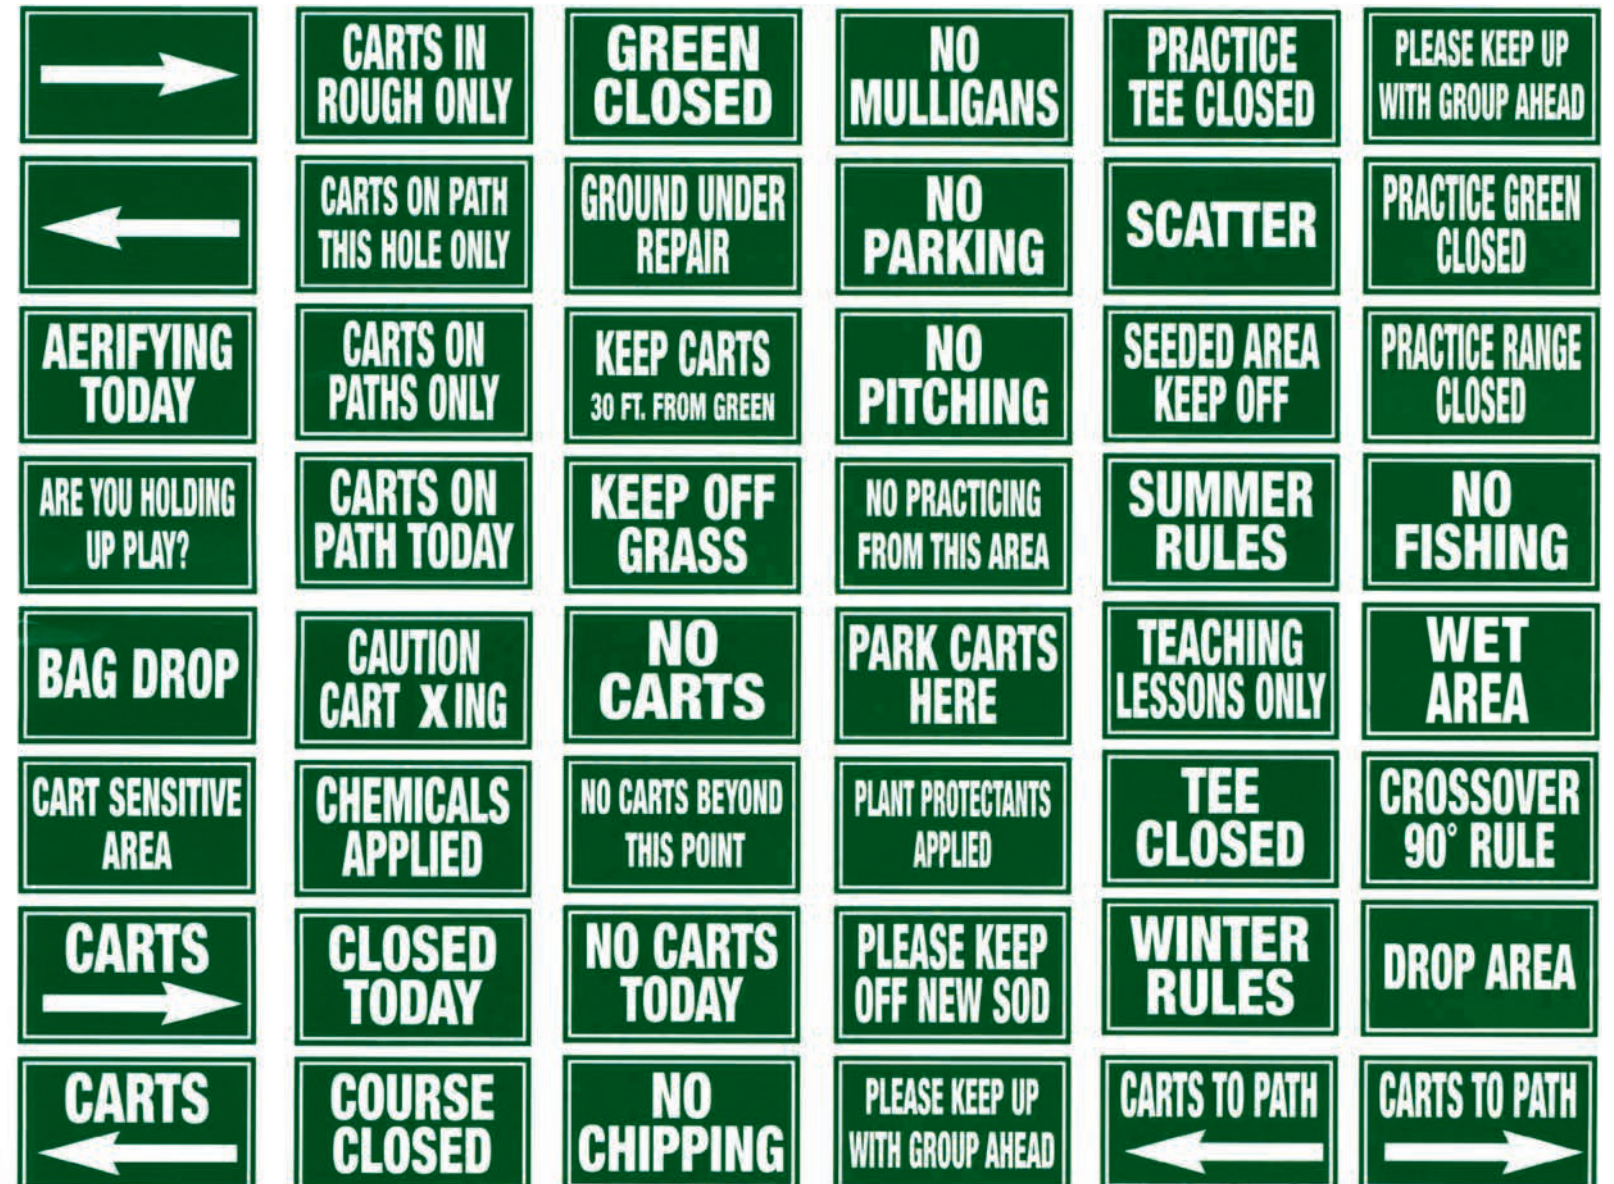 CARTS IN
ROUGH ONLY
GREEN
CLOSED
NO
MULLIGANS
PRACTICE
TEE CLOSED
PLEASE KEEP UP
WITH GROUP AHEAD
CARTS ON PATH
THIS HOLE ONLY
GROUND UNDER
REPAiR
NO
PARKING
SCATTER
PRACTICE GREEN
CLOSED
AERIFYING
TODAY
CARTS ON
PATHS ONLY
KEEP CARTS
30 FT. FROM GREEN
NO
PITCHING
SEEDED AREA
KEEP OFF
PRACTICE RANGE
CLOSED
ARE YOU HOLDING
UP PLAY?
CARTS ON
PATH TODAY
KEEP OFF
GRASS
NO PRACTICING
FROM THIS AREA
SUMMER
RULES
NO
FISHING
BAG DROP
CAUTION
CART X ING
NO
CARTS
PARK CARTS
HERE
TEACHING
LESSONS ONLY
WET
AREA
CART SENSITIVE
AREA
CHEMICALS
APPLIED
NO CARTS BEYOND
THIS POINT
PLANT PROTECTANTS
APPLIED
TEE
CLOSED
CROSSOVER
90° RULE
CARTS
CLOSED
TODAY
NO CARTS
TODAY
PLEASE KEEP
OFF NEW SOD
WINTER
RULES
DROP AREA
CARTS
COURSE
CLOSED
NO
CHIPPING
PLEASE KEEP UP
WITH GROUP AHEAD
CARTS TO PATH
CARTS TO PATH